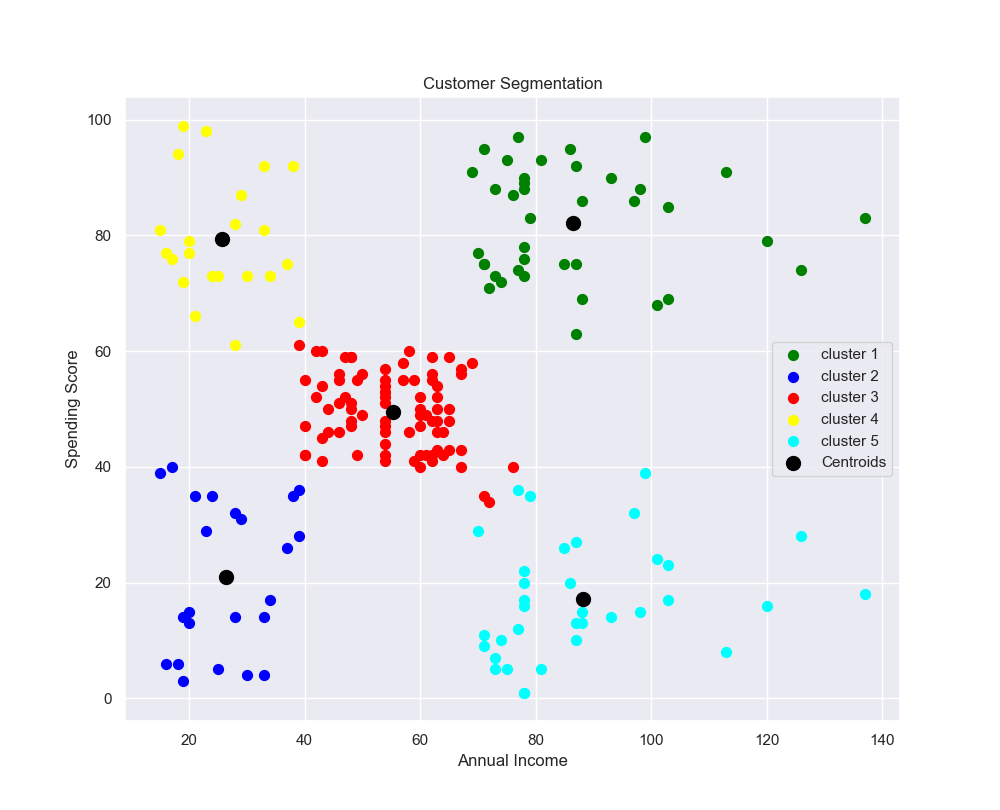 Customer Segmentation
100
80
60
40
20
0
Spending Score
cluster 1
cluster 2
cluster 3
cluster 4
cluster 5
Centroids
20 40 60 80 100 120 140
Annual Income